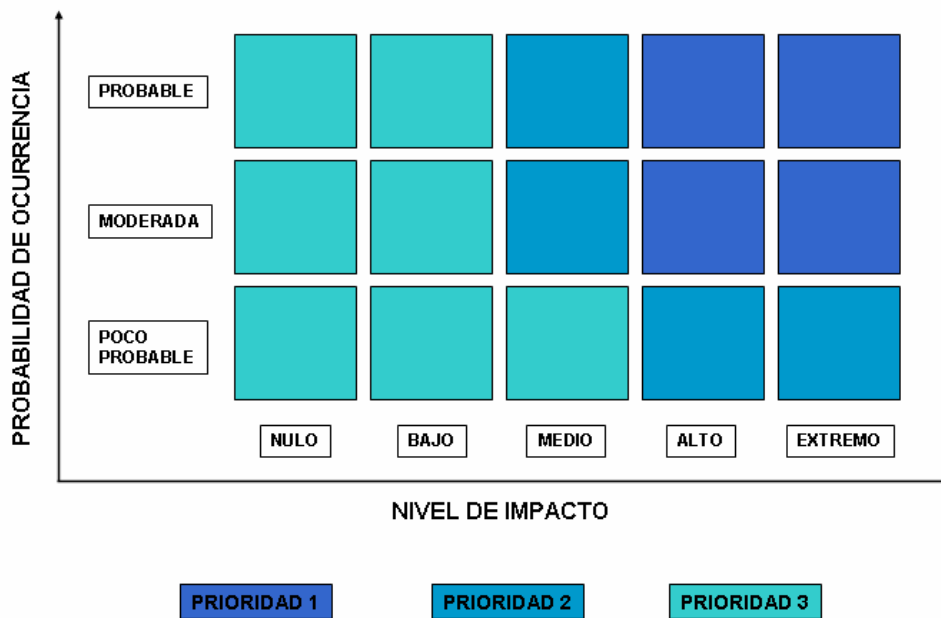 PROBABILIDAD DE OCURRENCIA
PROBABLE
MODERADA
POCO
PROBABLE
NULO
BAJO
MEDIO
ALTO
EXTREMO
NIVEL DE IMPACTO
PRIORIDAD 1
PRIORIDAD 2
PRIORIDAD 3